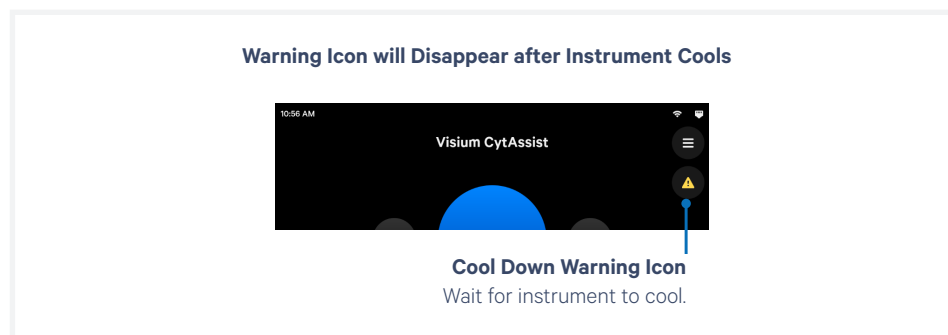 Warning Icon will Disappear after Instrument Cools
10:56 AM
Visium CytAssist
Cool Down Warning Icon
Wait for instrument to cool.